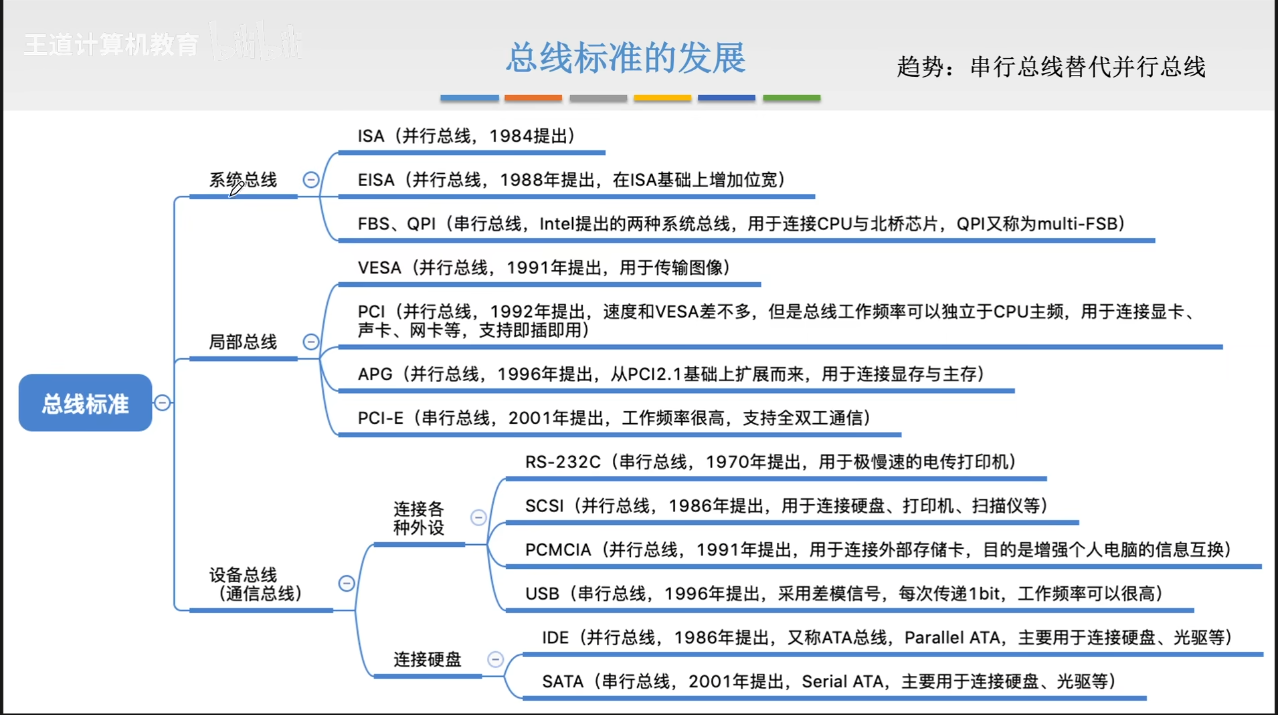 王道计算机教育
总线标准的发展
趋势：串行总线替代并行总线
ISA（并行总线，1984提出）
系统总线
EISA（并行总线，1988年提出，在ISA基础上增加位宽）
FBS、QPI（串行总线，Intel提出的两种系统总线，用于连接CPU与北桥芯片，QPI又称为multi-FSB）
VESA（并行总线，1991年提出，用于传输图像）
PCI（并行总线，1992年提出，速度和VESA差不多，但是总线工作频率可以独立于CPU主频，用于连接显卡、
声卡、网卡等，支持即插即用）
局部总线
APG（并行总线，1996年提出，从PCI2.1基础上扩展而来，用于连接显存与主存）
总线标准
PCI-E（串行总线，2001年提出，工作频率很高，支持全双工通信）
RS-232C（串行总线，1970年提出，用于极慢速的电传打印机）
连接各
种外设
SCSI（并行总线，1986年提出，用于连接硬盘、打印机、扫描仪等）
PCMCIA（并行总线，1991年提出，用于连接外部存储卡，目的是增强个人电脑的信息互换）
设备总线
（通信总线）
USB（串行总线，1996年提出，采用差模信号，每次传递1bit，工作频率可以很高）
IDE（并行总线，1986年提出，又称ATA总线，Parallel ATA，主要用于连接硬盘、光驱等）
连接硬盘
SATA（串行总线，2001年提出，Serial ATA，主要用于连接硬盘、光驱等）